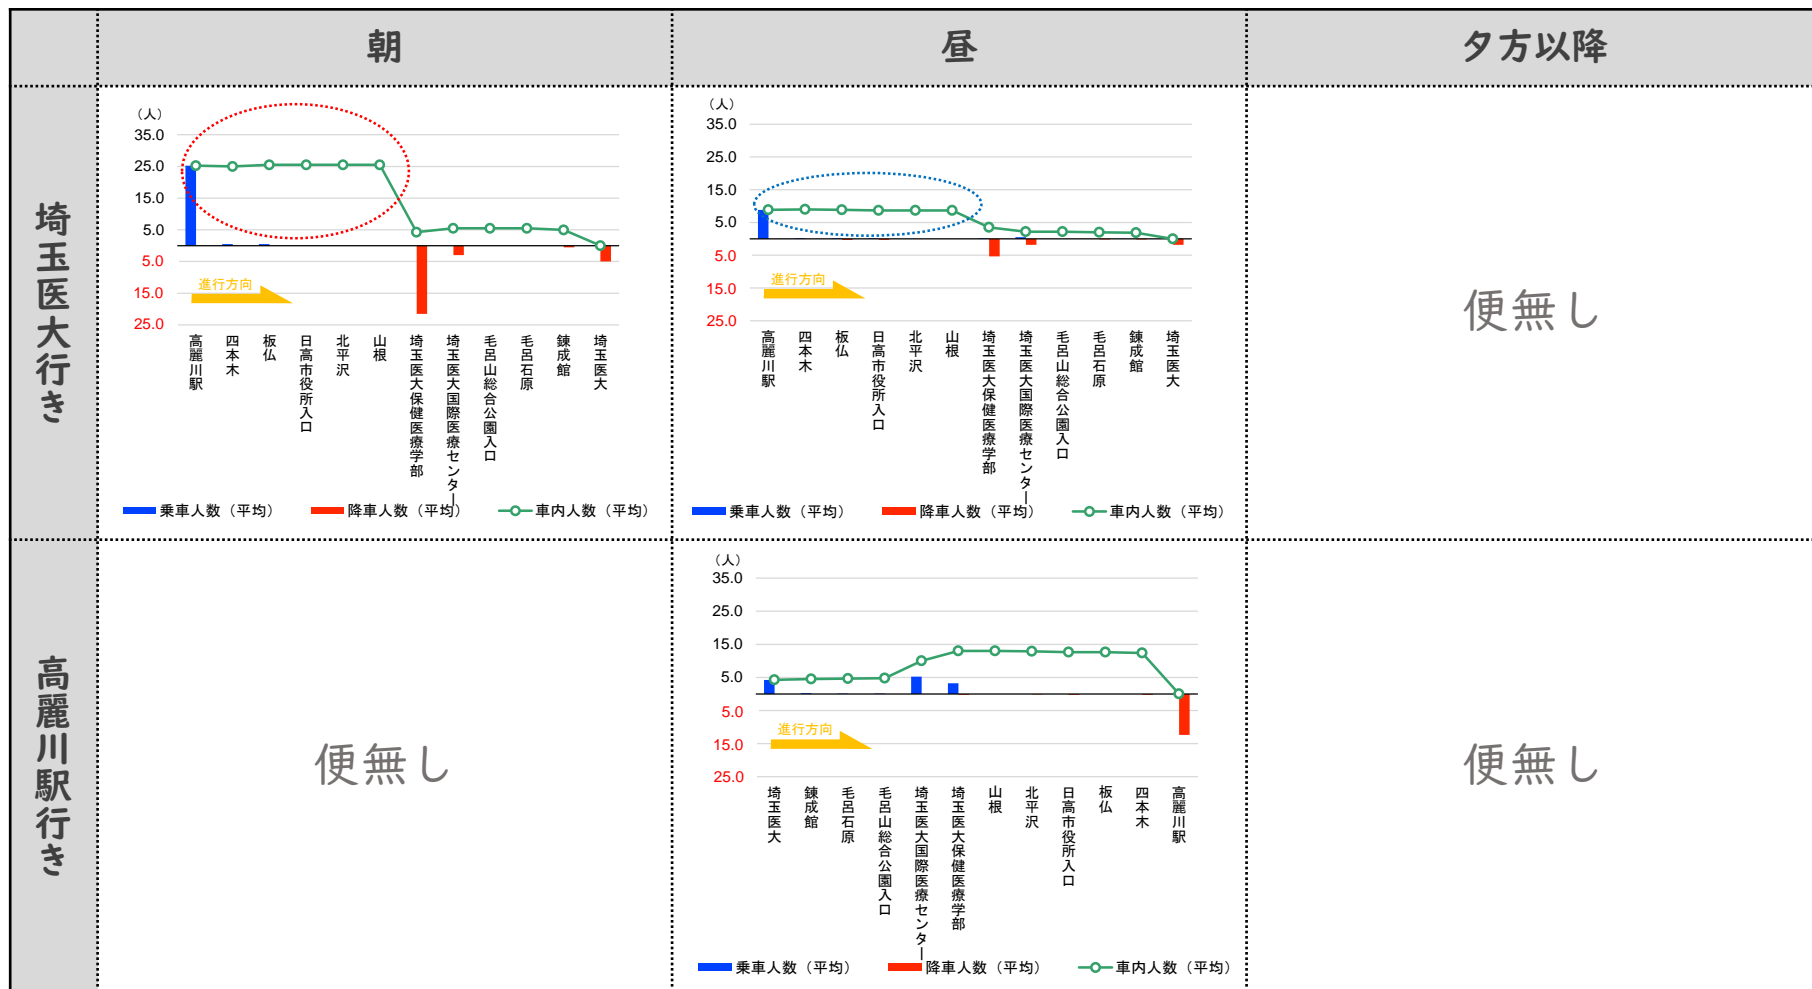 朝
昼
夕方以降
埼玉医大行き
（人）
35.0
25.0
15.0
5.0
5.0
15.0
25.0
進行方向
高麗川駅
四本木
板仏
日高市役所入口
北平沢
山根
埼玉医大保健医療学部
埼玉医大国際医療センター
毛呂山総合公園入口
毛呂石原
錬成館
埼玉医大
乗車人数（平均）
降車人数（平均）
車内人数（平均）
（人）
35.0
25.0
15.0
5.0
5.0
15.0
25.0
進行方向
高麗川駅
四本木
板仏
日高市役所入口
北平沢
山根
埼玉医大保健医療学部
埼玉医大国際医療センター
毛呂山総合公園入口
毛呂石原
錬成館
埼玉医大
乗車人数（平均）
降車人数（平均）
車内人数（平均）
便無し
高麗川駅行き
便無し
（人）
35.0
25.0
15.0
5.0
5.0
15.0
25.0
進行方向
埼玉医大
錬成館
毛呂石原
毛呂山総合公園入口
埼玉医大国際医療センター
埼玉医大保健医療学部
山根
北平沢
日高市役所入口
板仏
四本木
高麗川駅
乗車人数（平均）
降車人数（平均）
車内人数（平均）
便無し